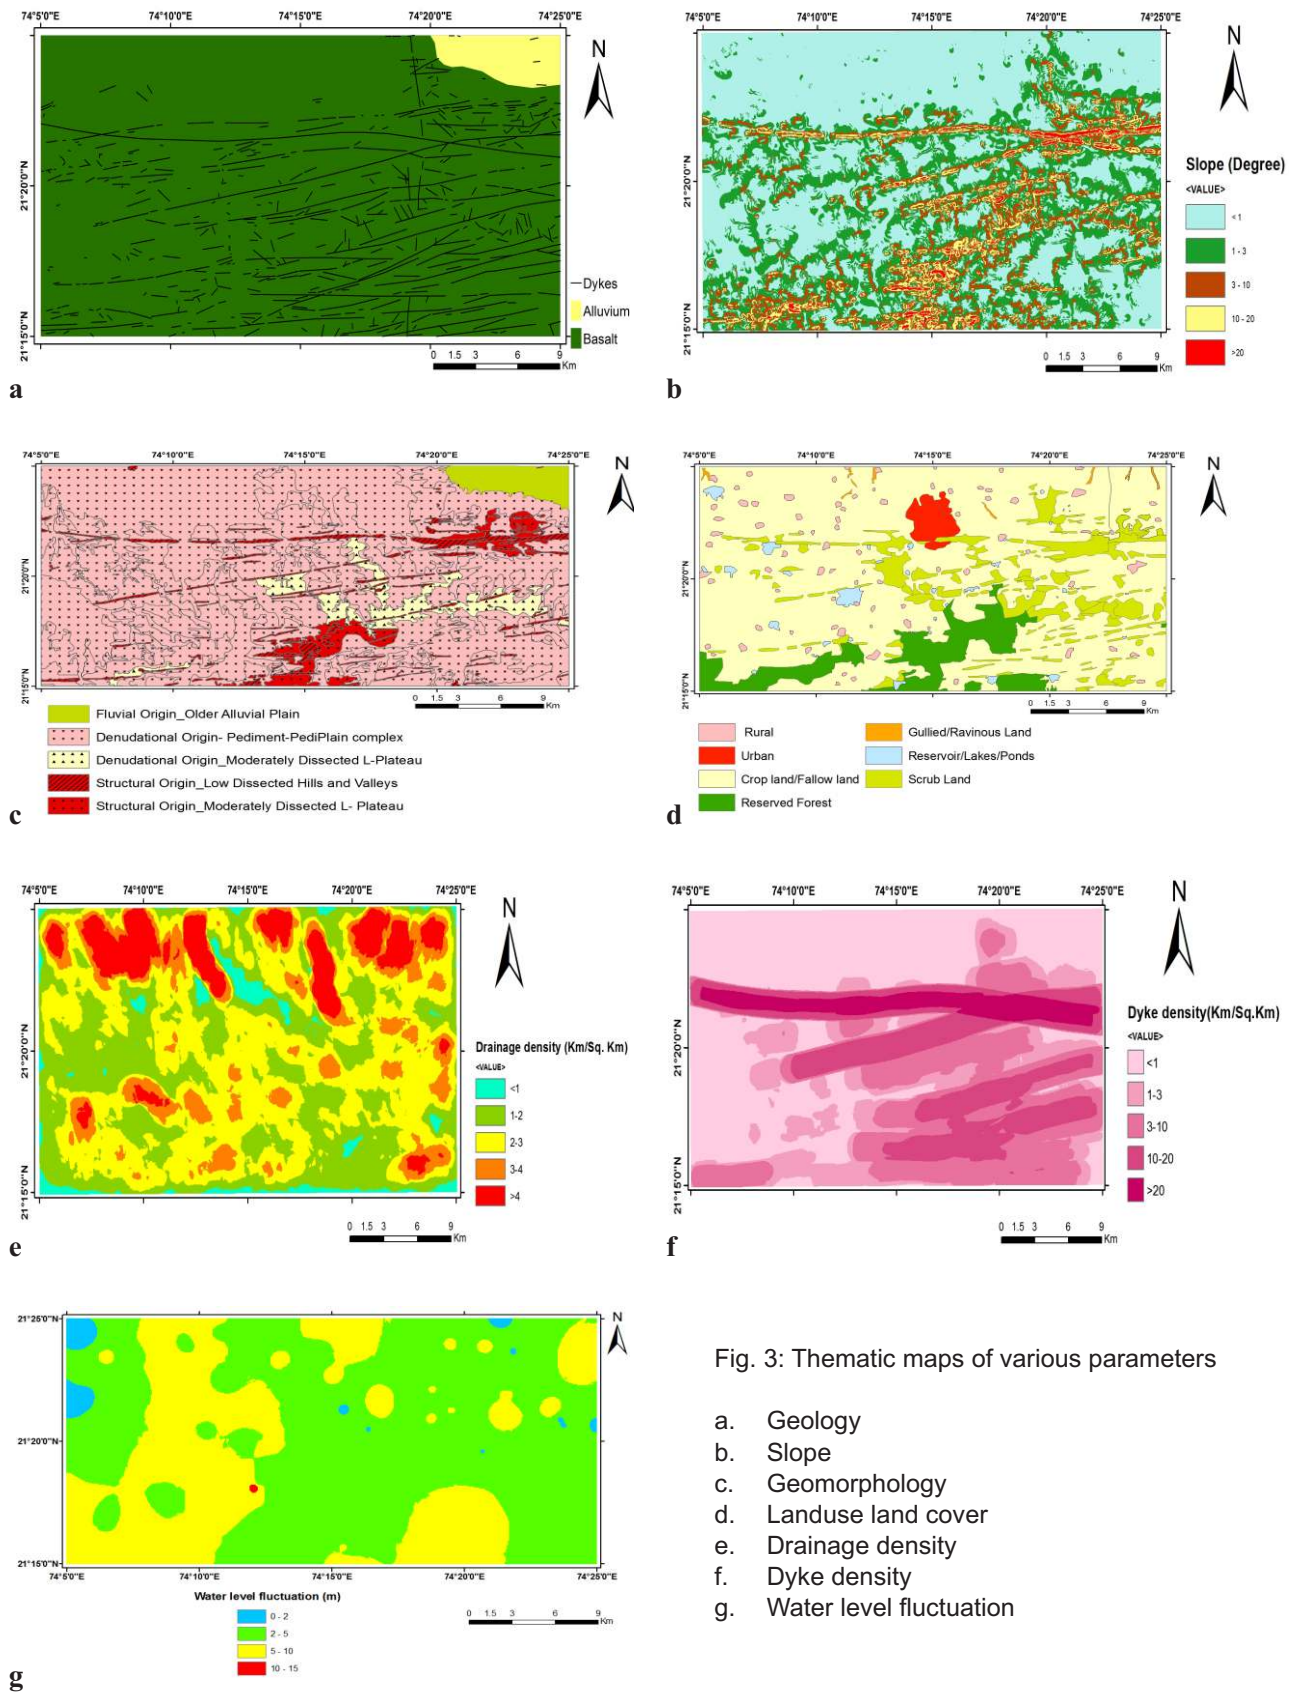 74°5'0"E 74°10'0"E 74°15'0"E 74°20'0"E 74°25'0"E
N
21°20'0"N
21°15'0"N
Dykes
Alluvium
Basalt
0 1.5 3 6 9
Km
a
74°5'0"E 74°10'0"E 74°15'0"E 74°20'0"E 74°25'0"E
N
21°20'0"N
21°15'0"N
Slope (Degree)
<VALUE>
< 1
1 - 3
3 - 10
10 - 20
>20
0 1.5 3 6 9
Km
b
74°5'0"E 74°10'0"E 74°15'0"E 74°20'0"E 74°25'0"E
N
21°20'0"N
21°15'0"N
0 1.5 3 6 9
Km
Fluvial Origin_Older Alluvial Plain
Denudational Origin- Pediment-PediPlain complex
Denudational Origin_Moderately Dissected L-Plateau
Structural Origin_Low Dissected Hills and Valleys
Structural Origin_Moderately Dissected L- Plateau
c
74°5'0"E 74°10'0"E 74°15'0"E 74°20'0"E 74°25'0"E
N
21°20'0"N
21°15'0"N
0 1.5 3 6 9
Km
Rural
Urban
Crop land/Fallow land
Reserved Forest
Gullied/Ravinous Land
Reservoir/Lakes/Ponds
Scrub Land
d
74°5'0"E 74°10'0"E 74°15'0"E 74°20'0"E 74°25'0"E
N
21°20'0"N
21°15'0"N
Drainage density (Km/Sq. Km)
<VALUE>
<1
1-2
2-3
3-4
>4
0 1.5 3 6 9
Km
e
74°5'0"E 74°10'0"E 74°15'0"E 74°20'0"E 74°25'0"E
N
21°20'0"N
21°15'0"N
Dyke density(Km/Sq.Km)
<VALUE>
<1
1-3
3-10
10-20
>20
0 1.5 3 6 9
Km
f
21°25'0"N
21°20'0"N
21°15'0"N
N
74°5'0"E 74°10'0"E 74°15'0"E 74°20'0"E 74°25'0"E
Water level fluctuation (m)
0 - 2
2 - 5
5 - 10
10 - 15
0 1.5 3 6 9
Km
g
Fig. 3: Thematic maps of various parameters
a. Geology
b. Slope
c. Geomorphology
d. Landuse land cover
e. Drainage density
f. Dyke density
g. Water level fluctuation